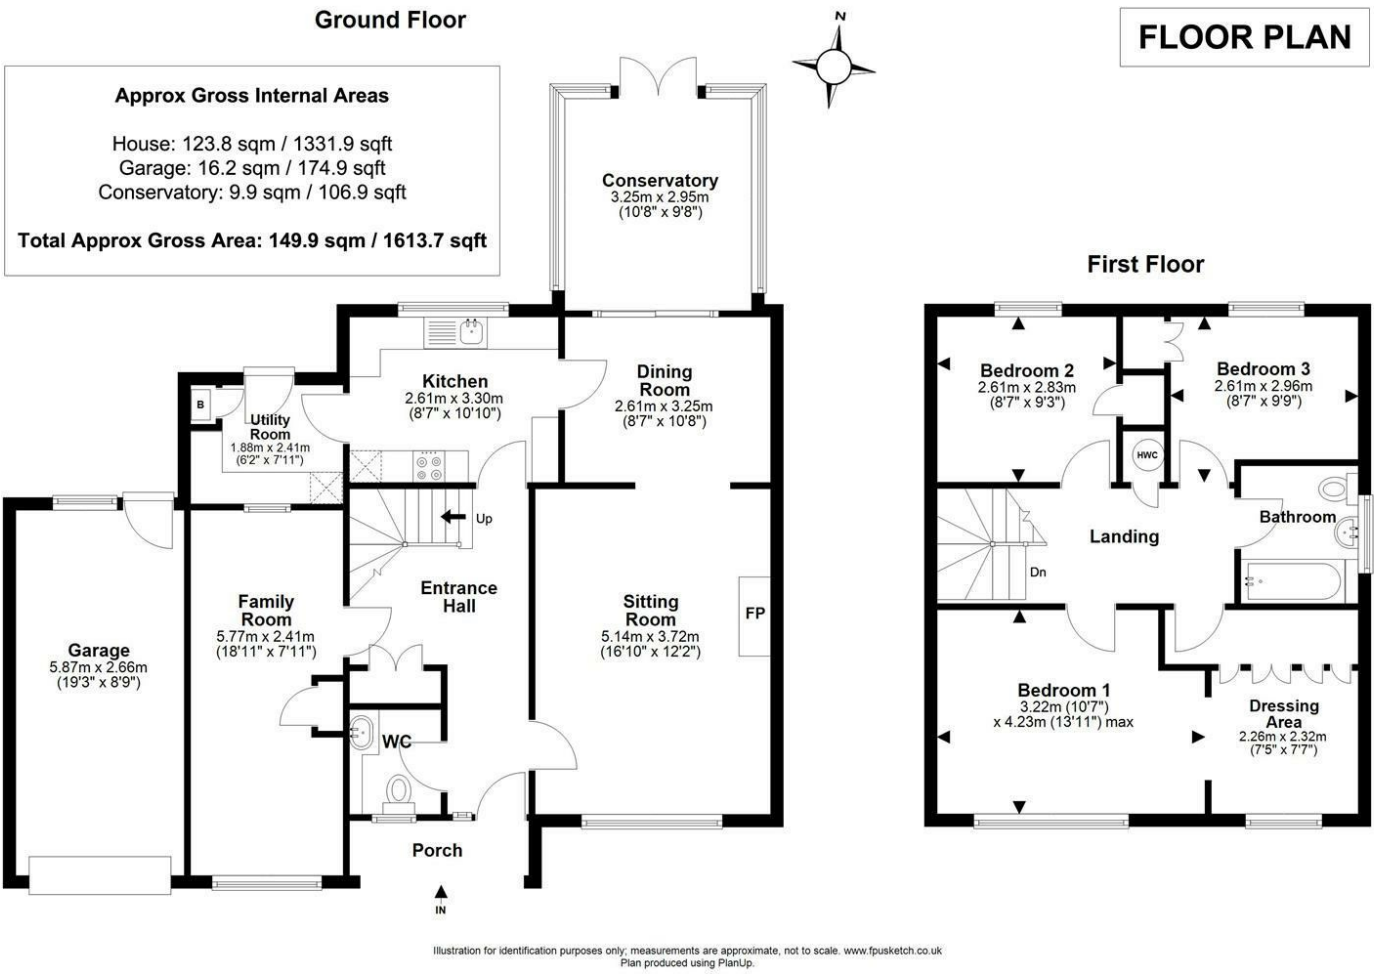 Ground Floor
N
FLOOR PLAN
Approx Gross Internal Areas
House: 123.8 sqm / 1331.9 sqft
Garage: 16.2 sqm / 174.9 sqft
Conservatory: 9.9 sqm / 106.9 sqft
Total Approx Gross Area: 149.9 sqm / 1613.7 sqft
Conservatory
3.25m x 2.95m
(10'8" x 9'8")
Kitchen
2.61m x 3.30m
(8'7" x 10'10")
Dining
Room
2.61m x 3.25m
(8'7" x 10'8")
B
Utility
Room
1.88m x 2.41m
(6'2" x 7'11")
Up
Entrance
Hall
Family
Room
5.77m x 2.41m
(18'11" x 7'11")
Garage
5.87m x 2.66m
(19'3" x 8'9")
Sitting
Room
5.14m x 3.72m
(16'10" x 12'2")
FP
WC
Porch
IN
First Floor
Bedroom 2
2.61m x 2.83m
(8'7" x 9'3")
Bedroom 3
2.61m x 2.96m
(8'7" x 9'9")
HWC
Bathroom
Landing
Dn
Bedroom 1
3.22m (10'7")
x 4.23m (13'11") max
Dressing
Area
2.26m x 2.32m
(7'5" x 7'7")
Illustration for identification purposes only; measurements are approximate, not to scale. www.fpusketch.co.uk
Plan produced using PlanUp.